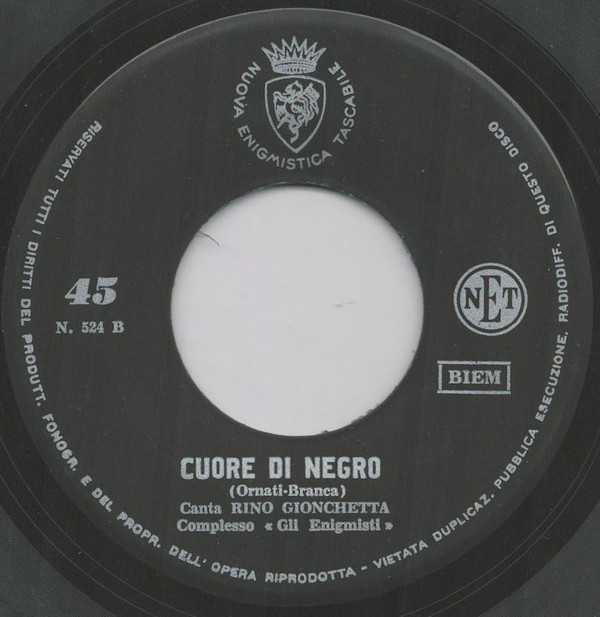 NUOVA ENIGMISTICA TASCABILE
45
N. 524 B
NET
BIEM
CUORE DI NEGRO
(Ornati-Branca)
Canta RINO GIONCHETTA
Complesso « Gli Enigmisti »
RISERVATI TUTTI I DIRITTI DEL PRODUTT. FONOGR. E DEL PROPR. DELL' OPERA RIPRODOTTA - VIETATA DUPLICAZ. PUBBLICA ESECUZIONE, RADIODIFF. DI QUESTO DISCO